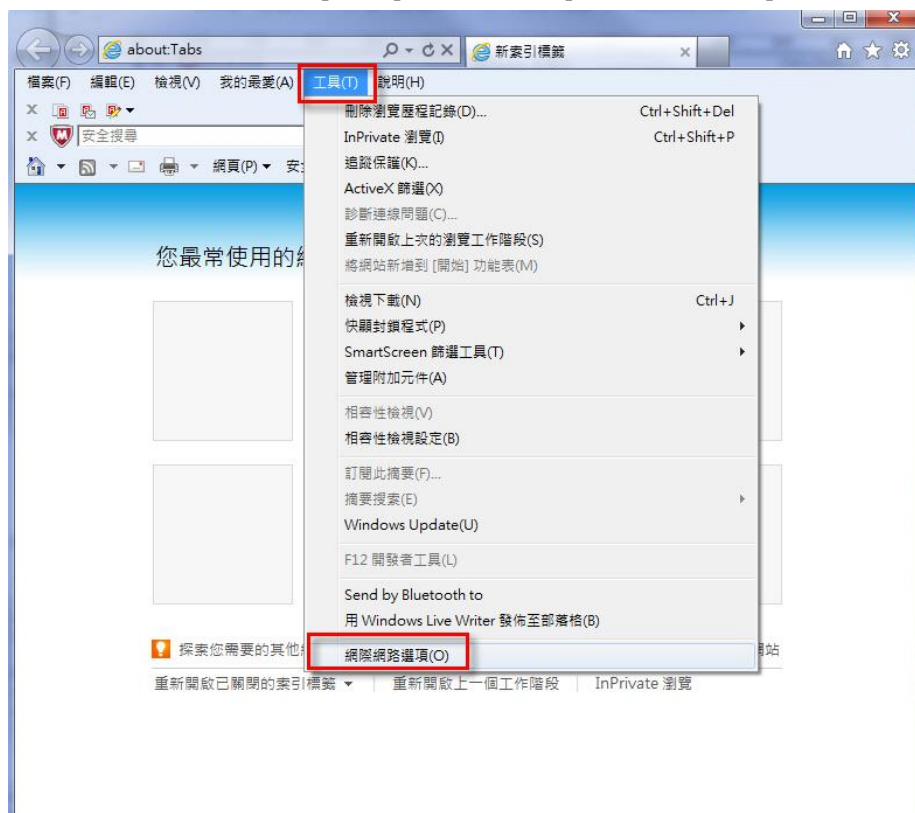 about:Tabs
新索引標籤
檔案(F) 編輯(E) 檢視(V) 我的最愛(A) 工具(T) 說明(H)
安全搜尋
網頁(P)
刪除瀏覽歷程記錄(D)... Ctrl+Shift+Del
InPrivate 瀏覽(I) Ctrl+Shift+P
追蹤保護(K)...
ActiveX 篩選(X)
診斷連線問題(C)...
重新開啟上次的瀏覽工作階段(S)
將網站新增到 [開始] 功能表(M)
檢視下載(N) Ctrl+J
快顯封鎖程式(P)
SmartScreen 篩選工具(T)
管理附加元件(A)
相容性檢視(V)
相容性檢視設定(B)
訂閱此摘要(F)...
摘要搜索(E)
Windows Update(U)
F12 開發者工具(L)
Send by Bluetooth to
用 Windows Live Writer 發佈至部落格(B)
網際網路選項(O)
您最常使用的
探索您需要的其他
重新開啟已關閉的索引標籤 重新開啟上一個工作階段 InPrivate 瀏覽